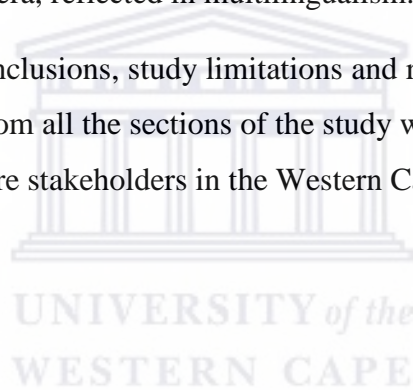 era, reflected in multilingualism.
nclusions, study limitations and
om all the sections of the study
re stakeholders in the Western
UNIVERSITY of the
WESTERN CAPE